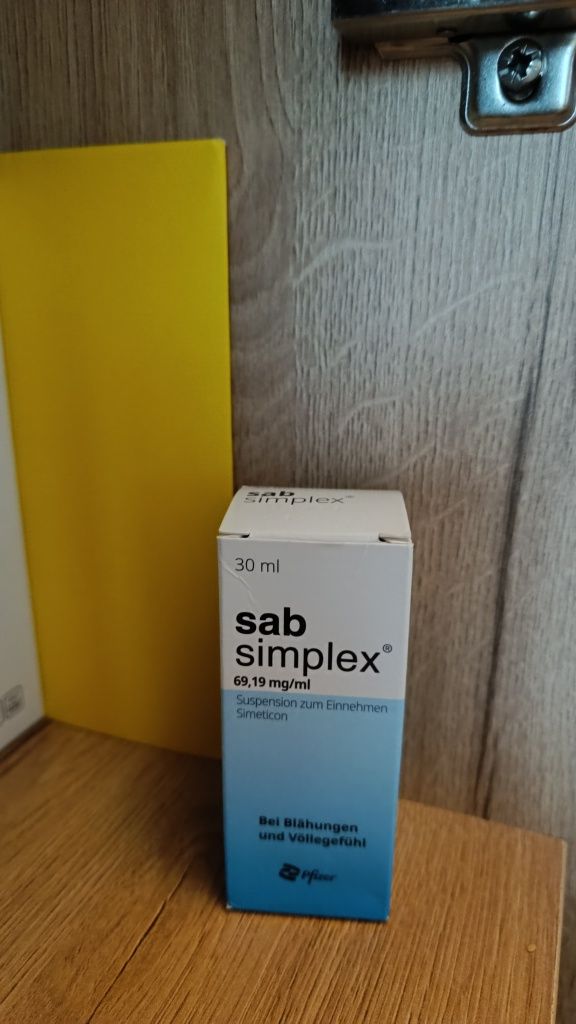 sab
simplex®
30 ml
sab
simplex®
69,19 mg/ml
Suspension zum Einnehmen
Simeticon
Bei Blähungen
und Völlegefühl
Pfizer